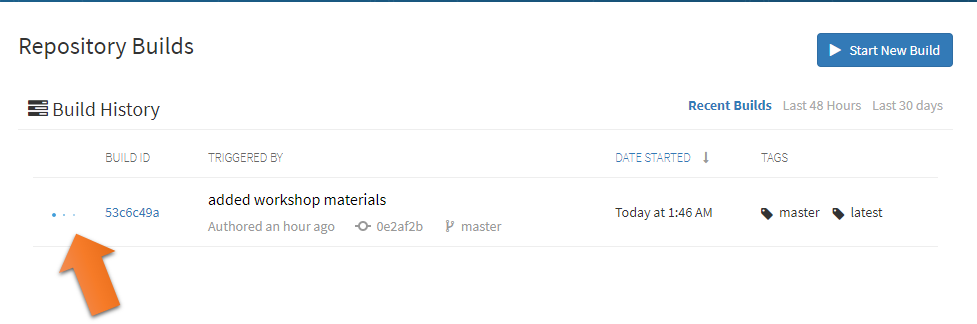 Repository Builds
Start New Build
Build History
Recent Builds Last 48 Hours Last 30 days
BUILD ID TRIGGERED BY DATE STARTED ↓ TAGS
added workshop materials
53c6c49a Today at 1:46 AM master latest
Authored an hour ago 0e2af2b master